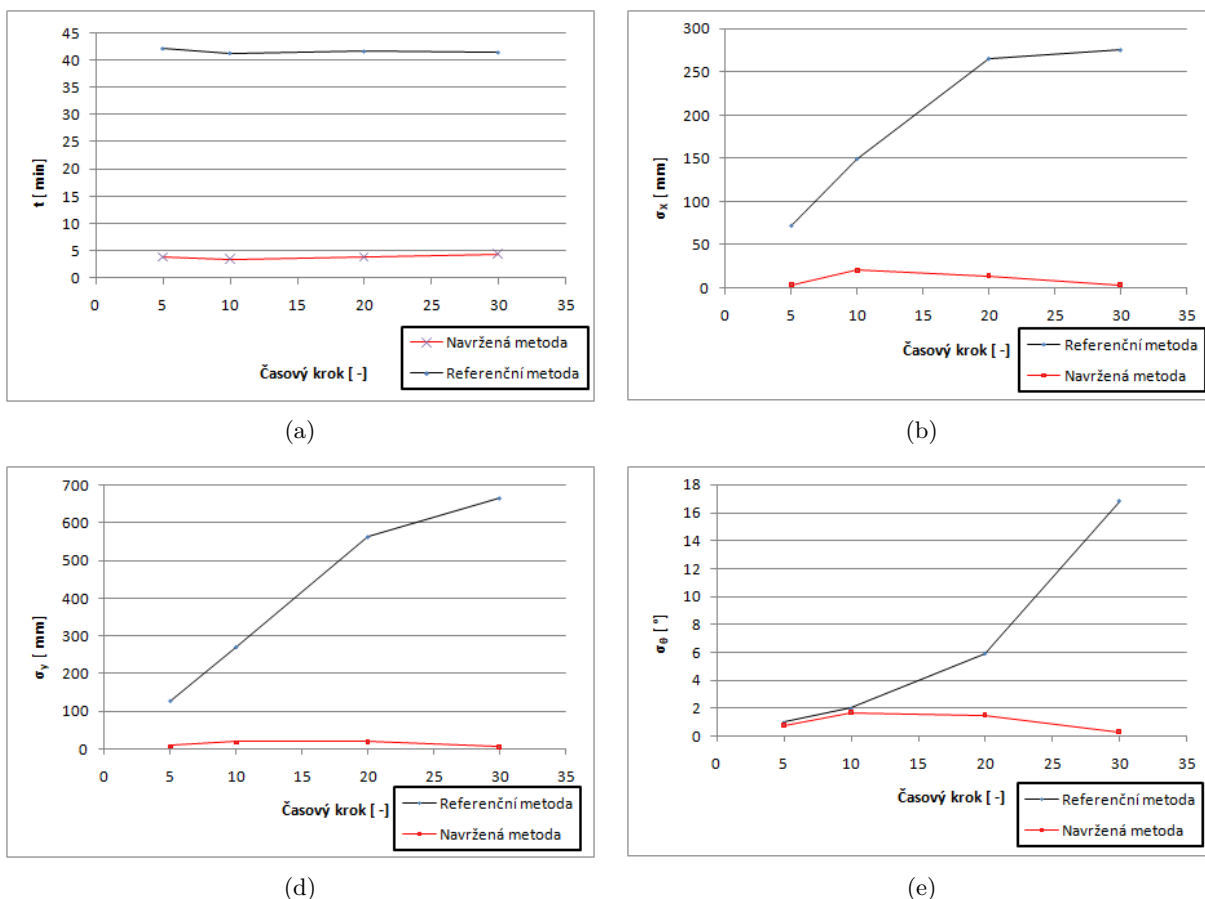 50
45
40
35
30
25
20
15
10
5
0
t [ min]
0 5 10 15 20 25 30 35
Časový krok [ -]
Navržená metoda
Referenční metoda
(a)
300
250
200
150
100
50
0
σx [ mm]
0 5 10 15 20 25 30 35
Časový krok [ -]
Referenční metoda
Navržená metoda
(b)
700
600
500
400
300
200
100
0
σy [ mm]
0 5 10 15 20 25 30 35
Časový krok [ -]
Referenční metoda
Navržená metoda
(d)
18
16
14
12
10
8
6
4
2
0
σθ [ °]
0 5 10 15 20 25 30 35
Časový krok [ -]
Referenční metoda
Navržená metoda
(e)